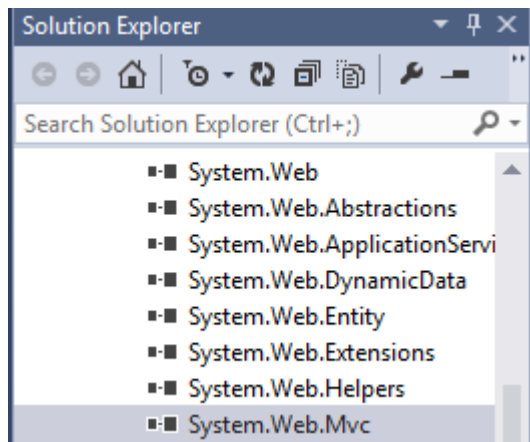 Solution Explorer
Search Solution Explorer (Ctrl+;)
System.Web
System.Web.Abstractions
System.Web.ApplicationServi
System.Web.DynamicData
System.Web.Entity
System.Web.Extensions
System.Web.Helpers
System.Web.Mvc